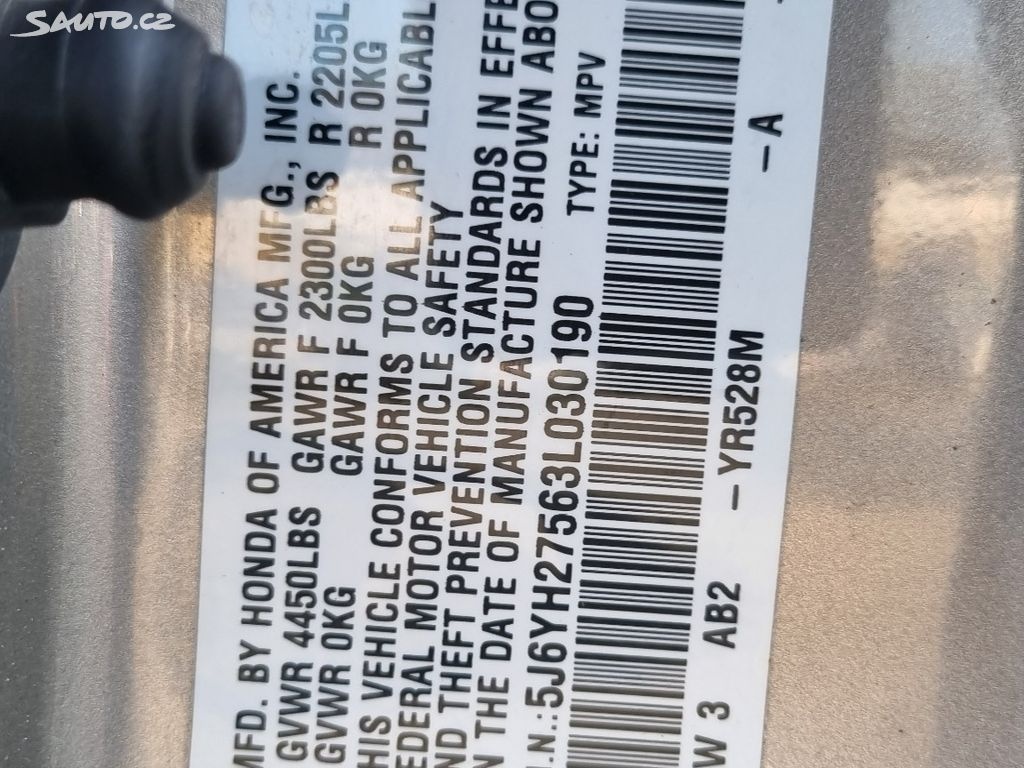 SAUTO.CZ
MFD. BY HONDA OF AMERICA MFG., INC.
GVWR 4450LBS GAWR F 2300LBS R 2205L
GVWR 0KG GAWR F 0KG R 0KG
HIS VEHICLE CONFORMS TO ALL APPLICABL
EDERAL MOTOR VEHICLE SAFETY
ND THEFT PREVENTION STANDARDS IN EFFE
N THE DATE OF MANUFACTURE SHOWN ABO
.I.N.:5J6YH27563L030190 TYPE: MPV
W 3 AB2 -YR528M -A